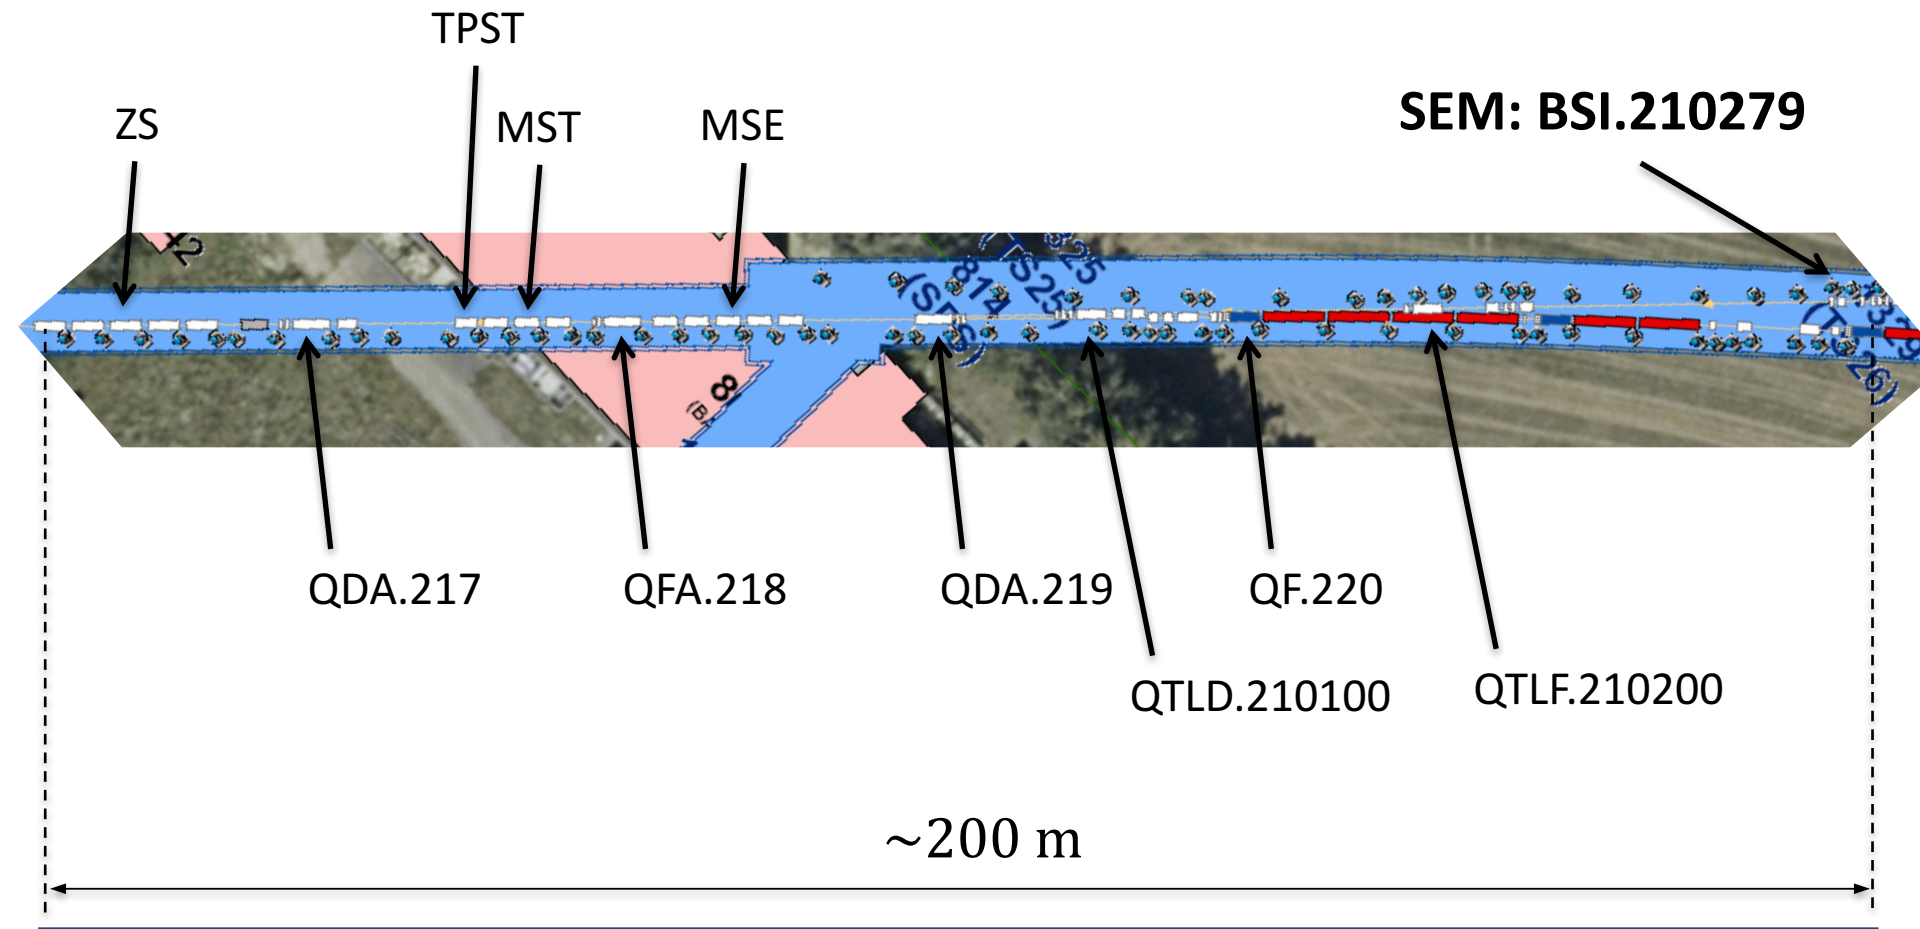 TPST
ZS
MST
MSE
SEM: BSI.210279
8
QDA.217
QFA.218
QDA.219
QF.220
QTLD.210100
QTLF.210200
~200 m